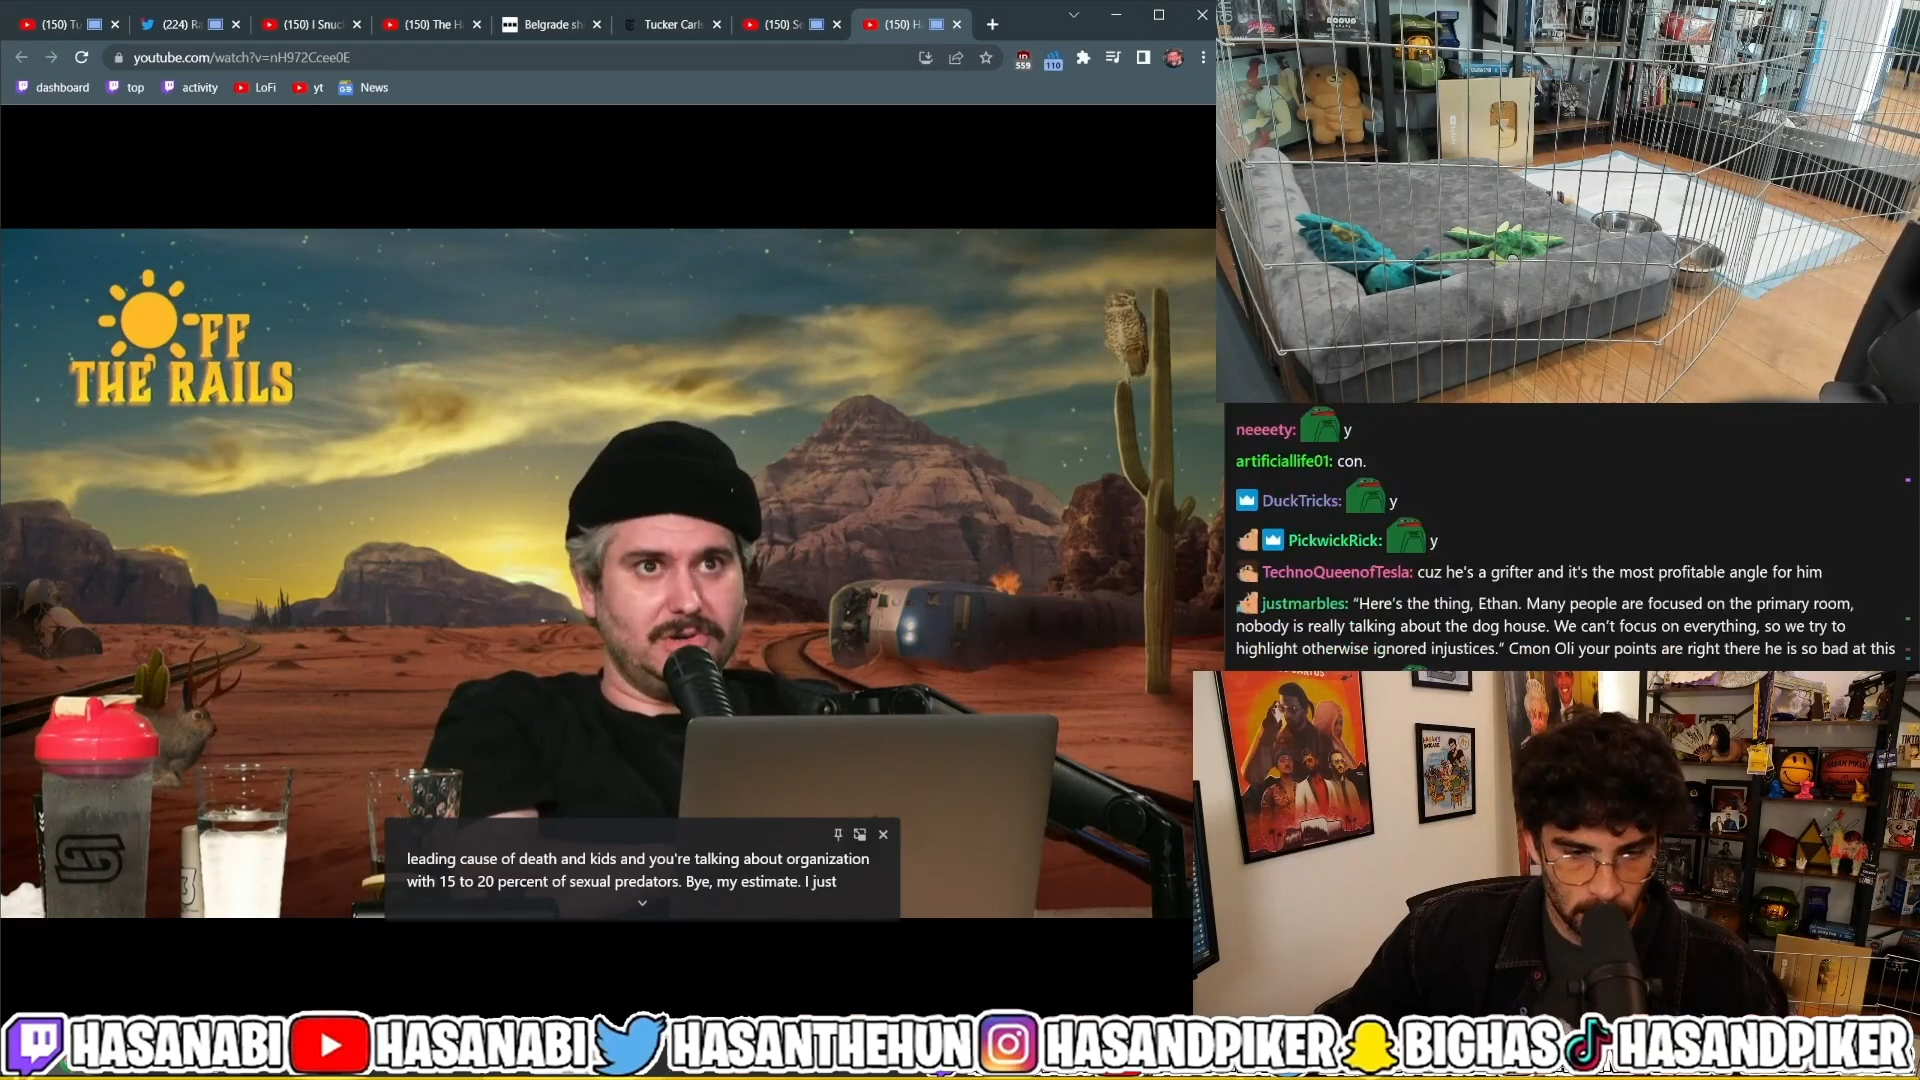 (150) Tu
(224) Ra
(150) I Snuc
(150) The H
Belgrade sh
Tucker Carls
(150) Se
(150) H
youtube.com/watch?v=nH972Ccee0E
559
110
dashboard
top
activity
LoFi
yt
News
OFF
THE RAILS
neeeety: y
artificiallife01: con.
DuckTricks: y
PickwickRick: y
TechnoQueenofTesla: cuz he's a grifter and it's the most profitable angle for him
justmarbles: “Here’s the thing, Ethan. Many people are focused on the primary room,
nobody is really talking about the dog house. We can’t focus on everything, so we try to
highlight otherwise ignored injustices.” Cmon Oli your points are right there he is so bad at this
leading cause of death and kids and you're talking about organization
with 15 to 20 percent of sexual predators. Bye, my estimate. I just
HASANABI
HASANABI
HASANTHEHUN
HASANDPIKER
BIGHAS
HASANDPIKER